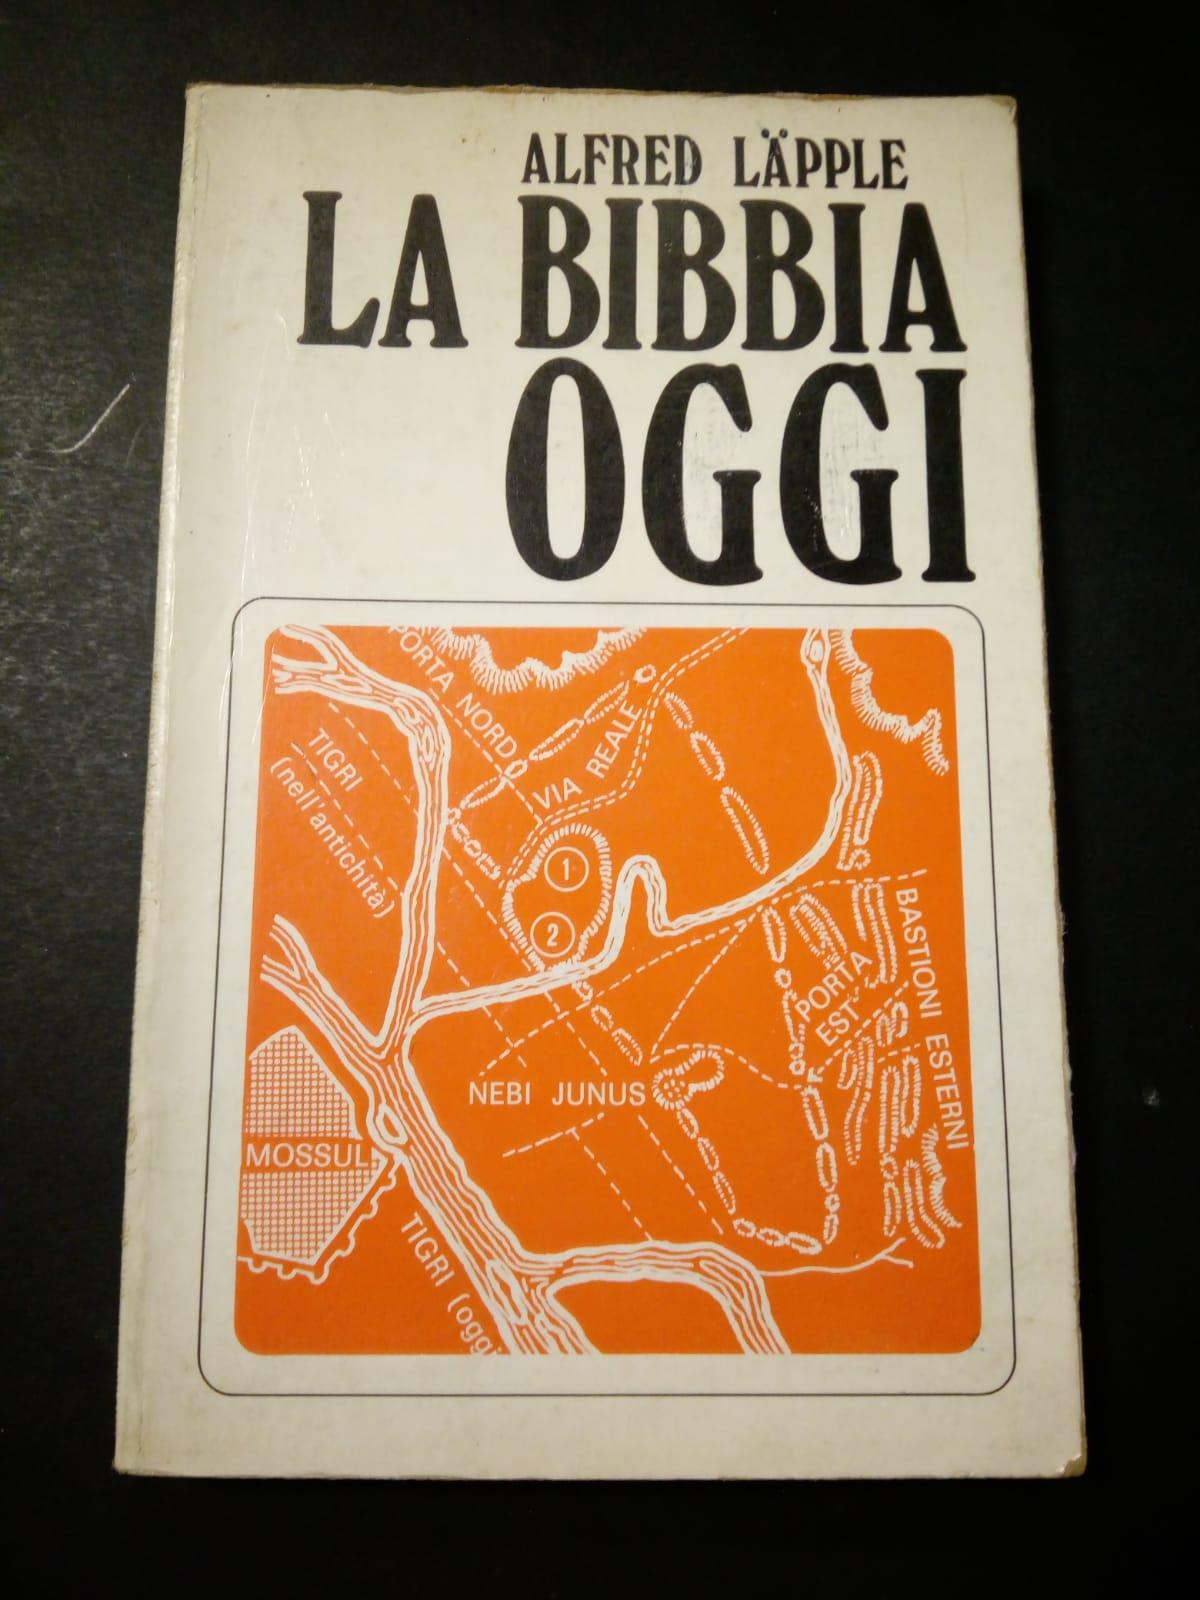 ALFRED LÄPPLE
LA BIBBIA
OGGI
PORTA NORD
VIA REALE
TIGRI
(nell'antichità)
1
2
BASTIONI ESTERNI
PORTA
EST
NEBI JUNUS
MOSSUL
TIGRI (oggi